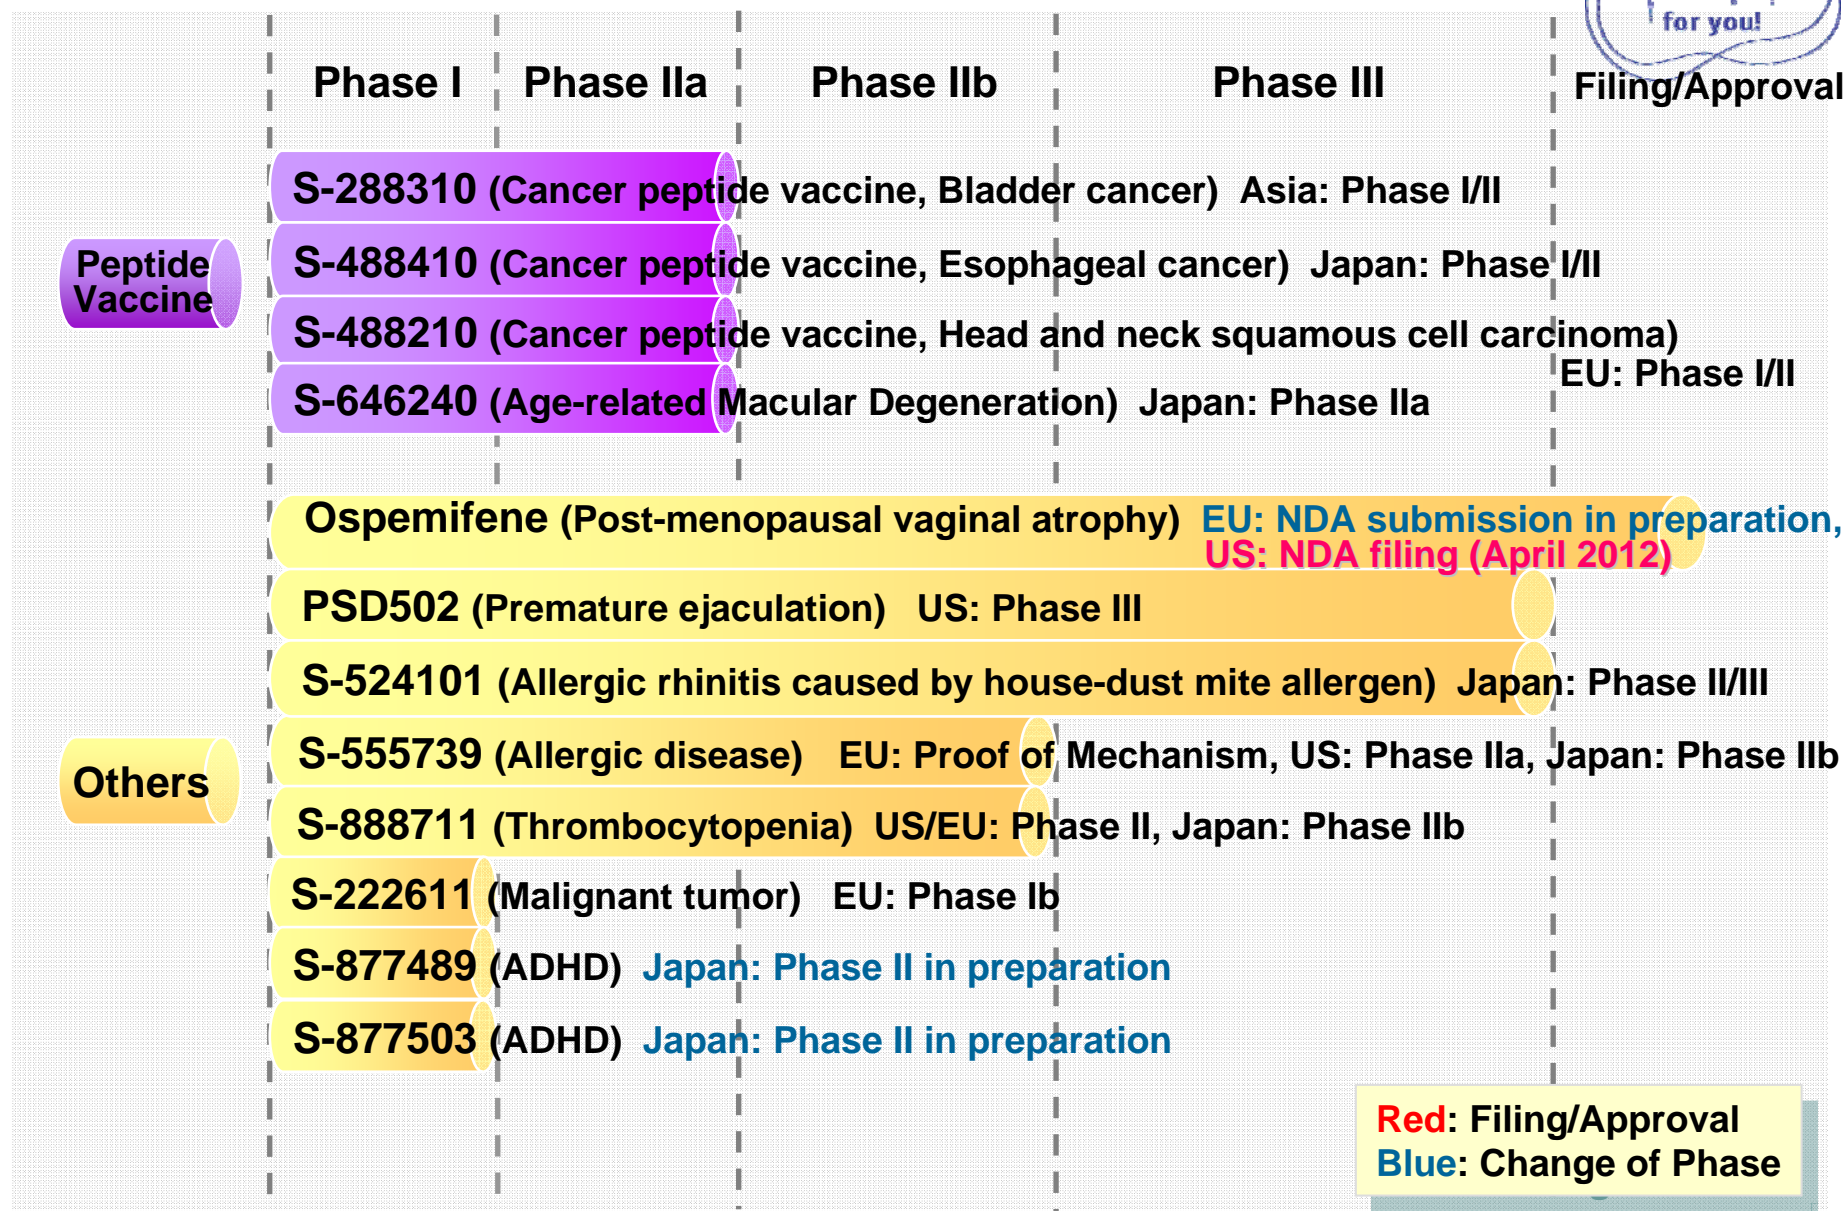 for you!
Phase I Phase IIa Phase IIb Phase III Filing/Approval
S-288310 (Cancer peptide vaccine, Bladder cancer) Asia: Phase I/II
Peptide
Vaccine
S-488410 (Cancer peptide vaccine, Esophageal cancer) Japan: Phase I/II
S-488210 (Cancer peptide vaccine, Head and neck squamous cell carcinoma)
EU: Phase I/II
S-646240 (Age-related Macular Degeneration) Japan: Phase IIa
Ospemifene (Post-menopausal vaginal atrophy) EU: NDA submission in preparation,
US: NDA filing (April 2012)
PSD502 (Premature ejaculation) US: Phase III
S-524101 (Allergic rhinitis caused by house-dust mite allergen) Japan: Phase II/III
Others
S-555739 (Allergic disease) EU: Proof of Mechanism, US: Phase IIa, Japan: Phase IIb
S-888711 (Thrombocytopenia) US/EU: Phase II, Japan: Phase IIb
S-222611 (Malignant tumor) EU: Phase Ib
S-877489 (ADHD) Japan: Phase II in preparation
S-877503 (ADHD) Japan: Phase II in preparation
Red: Filing/Approval
Blue: Change of Phase